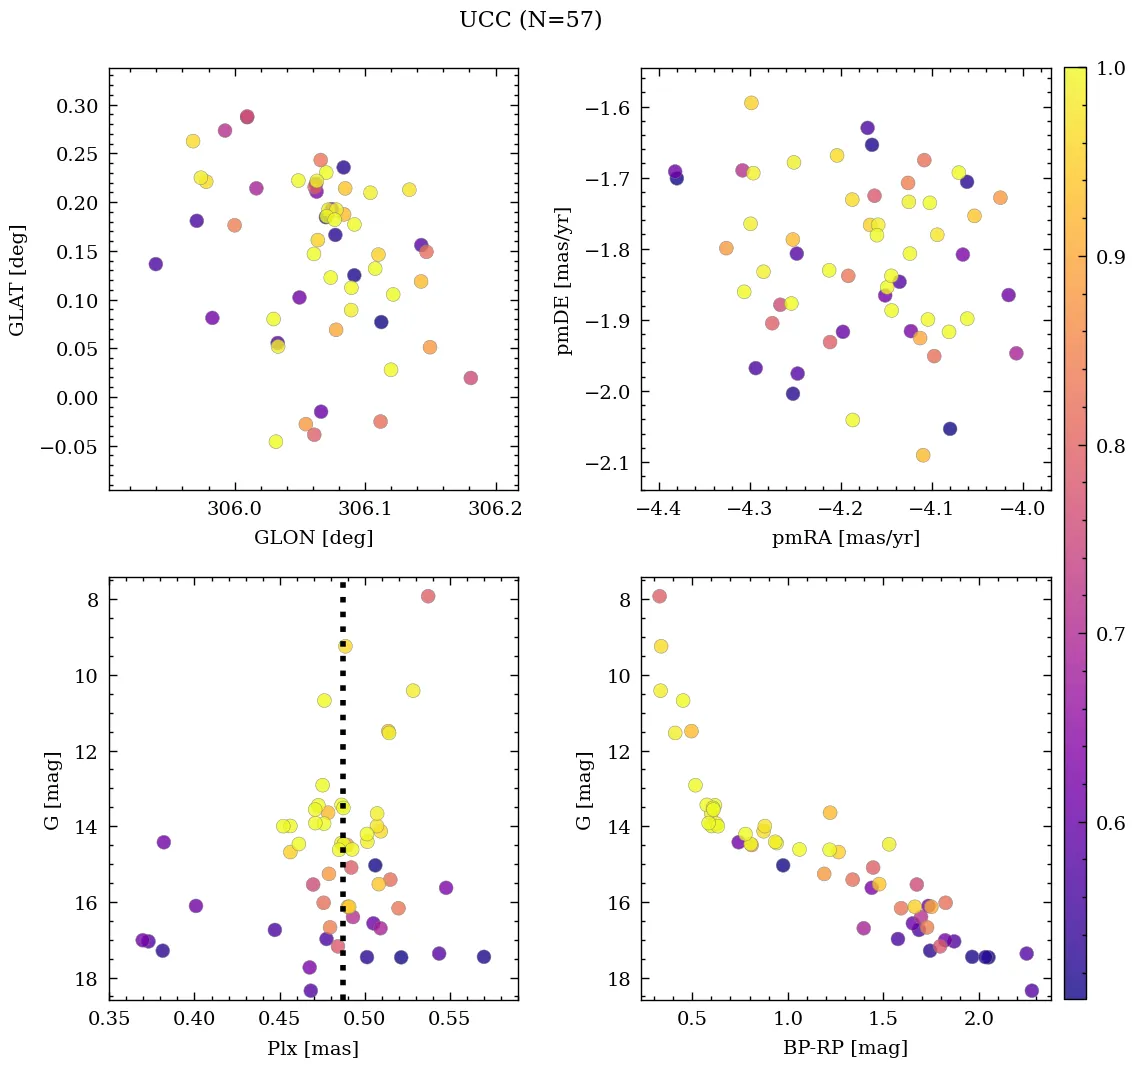 UCC (N=57)
0.30
0.25
0.20
0.15
0.10
0.05
0.00
−0.05
GLAT [deg]
306.0 306.1 306.2
GLON [deg]
−1.6
−1.7
−1.8
−1.9
−2.0
−2.1
pmDE [mas/yr]
−4.4 −4.3 −4.2 −4.1 −4.0
pmRA [mas/yr]
8
10
12
14
16
18
G [mag]
0.35 0.40 0.45 0.50 0.55
Plx [mas]
8
10
12
14
16
18
G [mag]
0.5 1.0 1.5 2.0
BP-RP [mag]
1.0
0.9
0.8
0.7
0.6